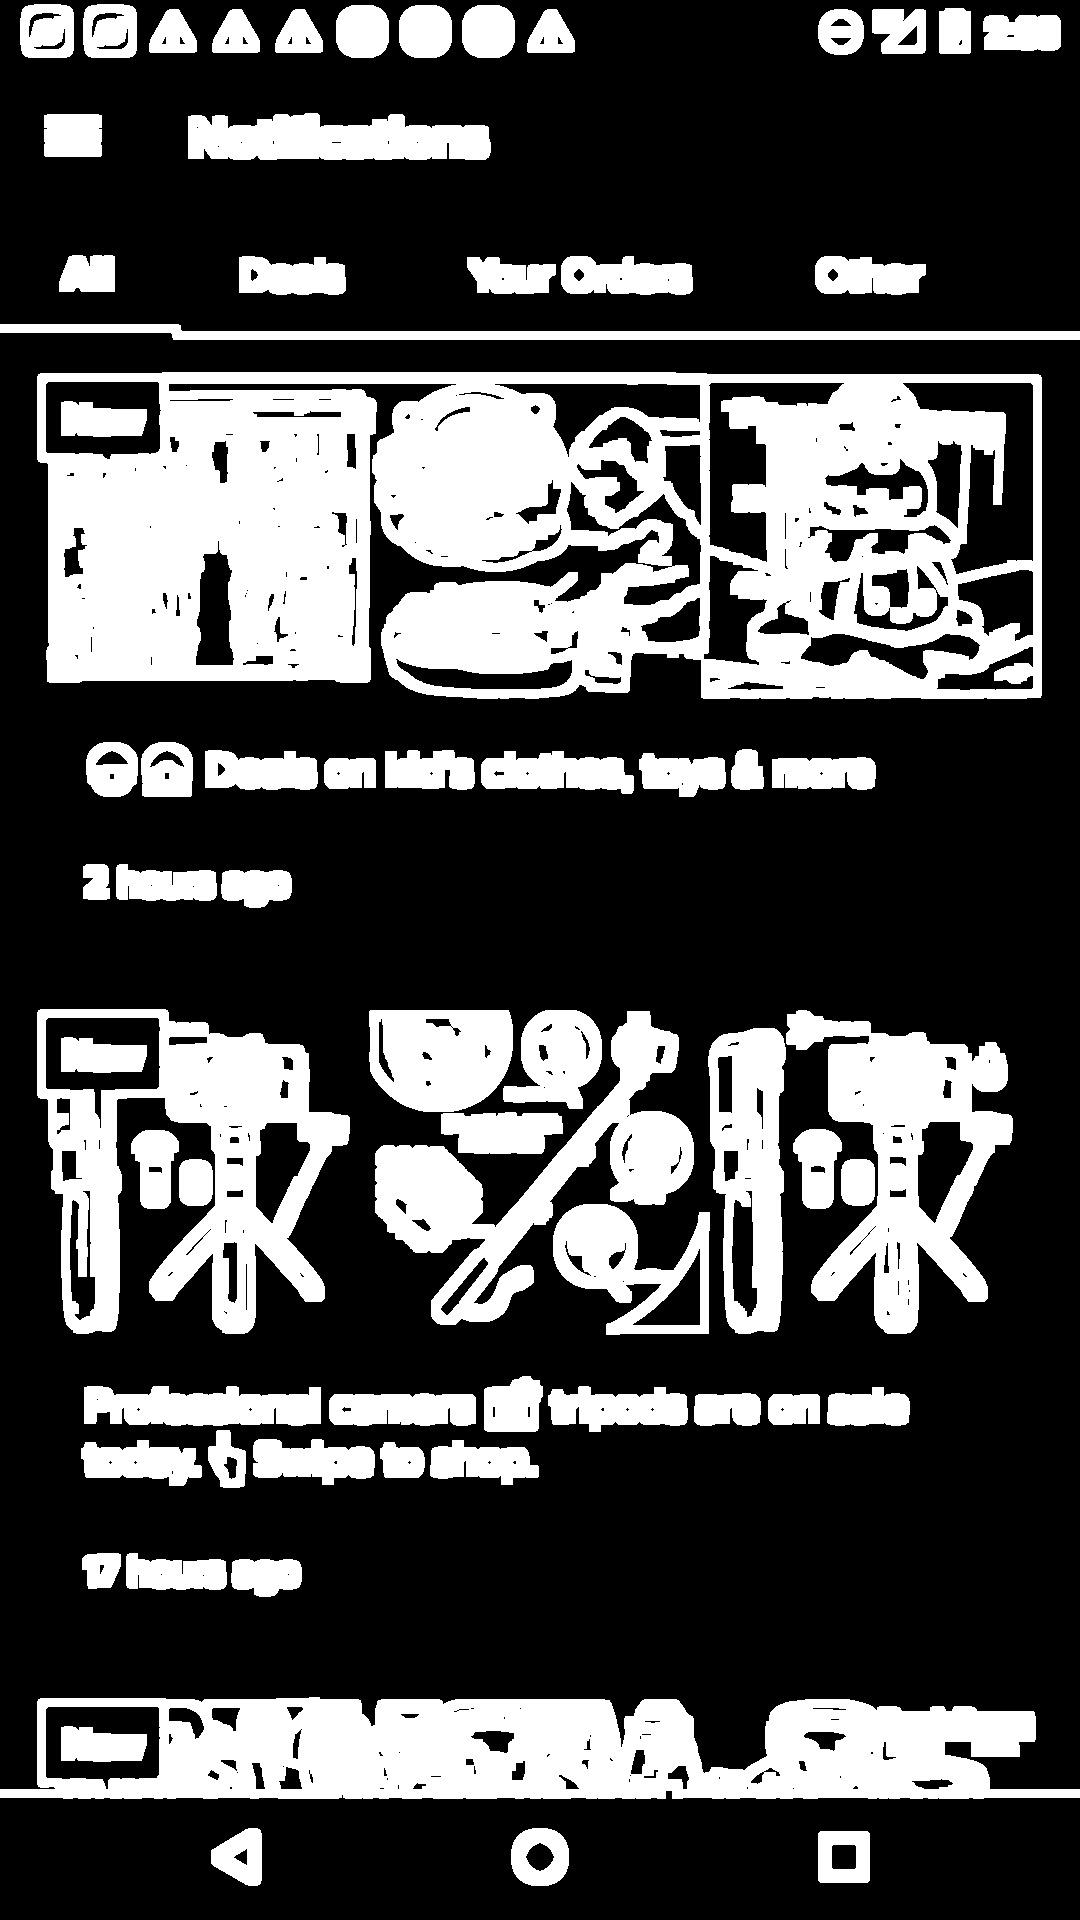 Notifications
All Deals Your Orders Other
New
Deals on kid's clothes, toys & more
2 hours ago
New
Professional camera tripods are on sale
today. Swipe to shop.
17 hours ago
New